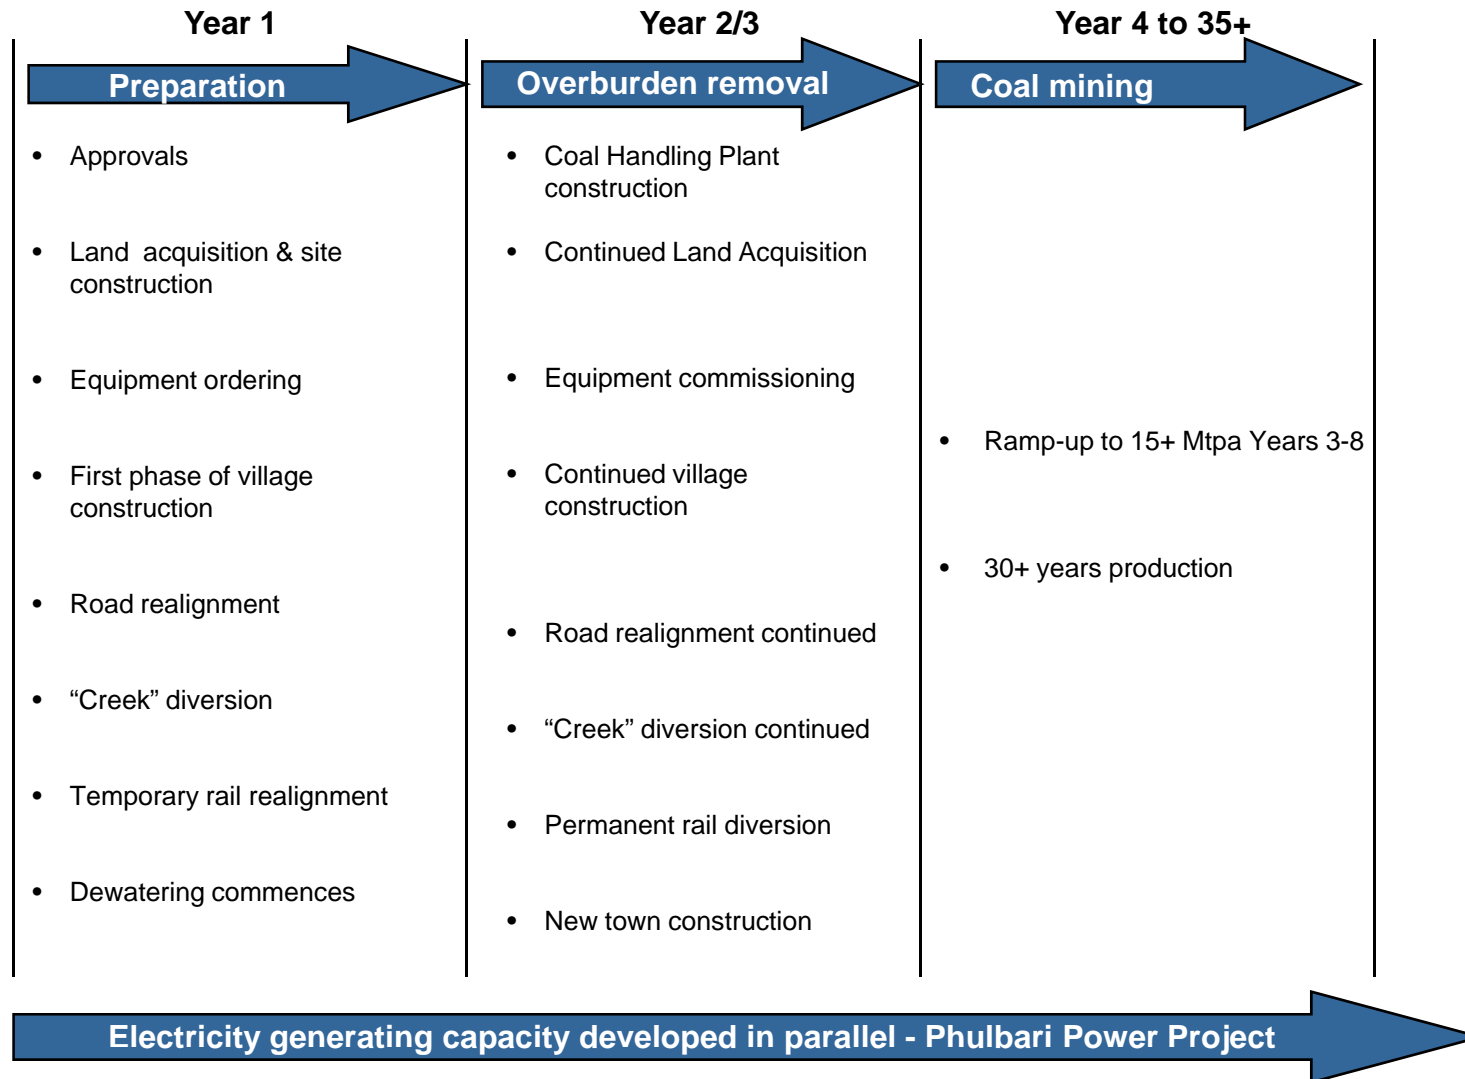 Year 1
Preparation
• Approvals
• Land acquisition & site
construction
• Equipment ordering
• First phase of village
construction
• Road realignment
• “Creek” diversion
• Temporary rail realignment
• Dewatering commences
Year 2/3
Overburden removal
• Coal Handling Plant
construction
• Continued Land Acquisition
• Equipment commissioning
• Continued village
construction
• Road realignment continued
• “Creek” diversion continued
• Permanent rail diversion
• New town construction
Year 4 to 35+
Coal mining
• Ramp-up to 15+ Mtpa Years 3-8
• 30+ years production
Electricity generating capacity developed in parallel - Phulbari Power Project